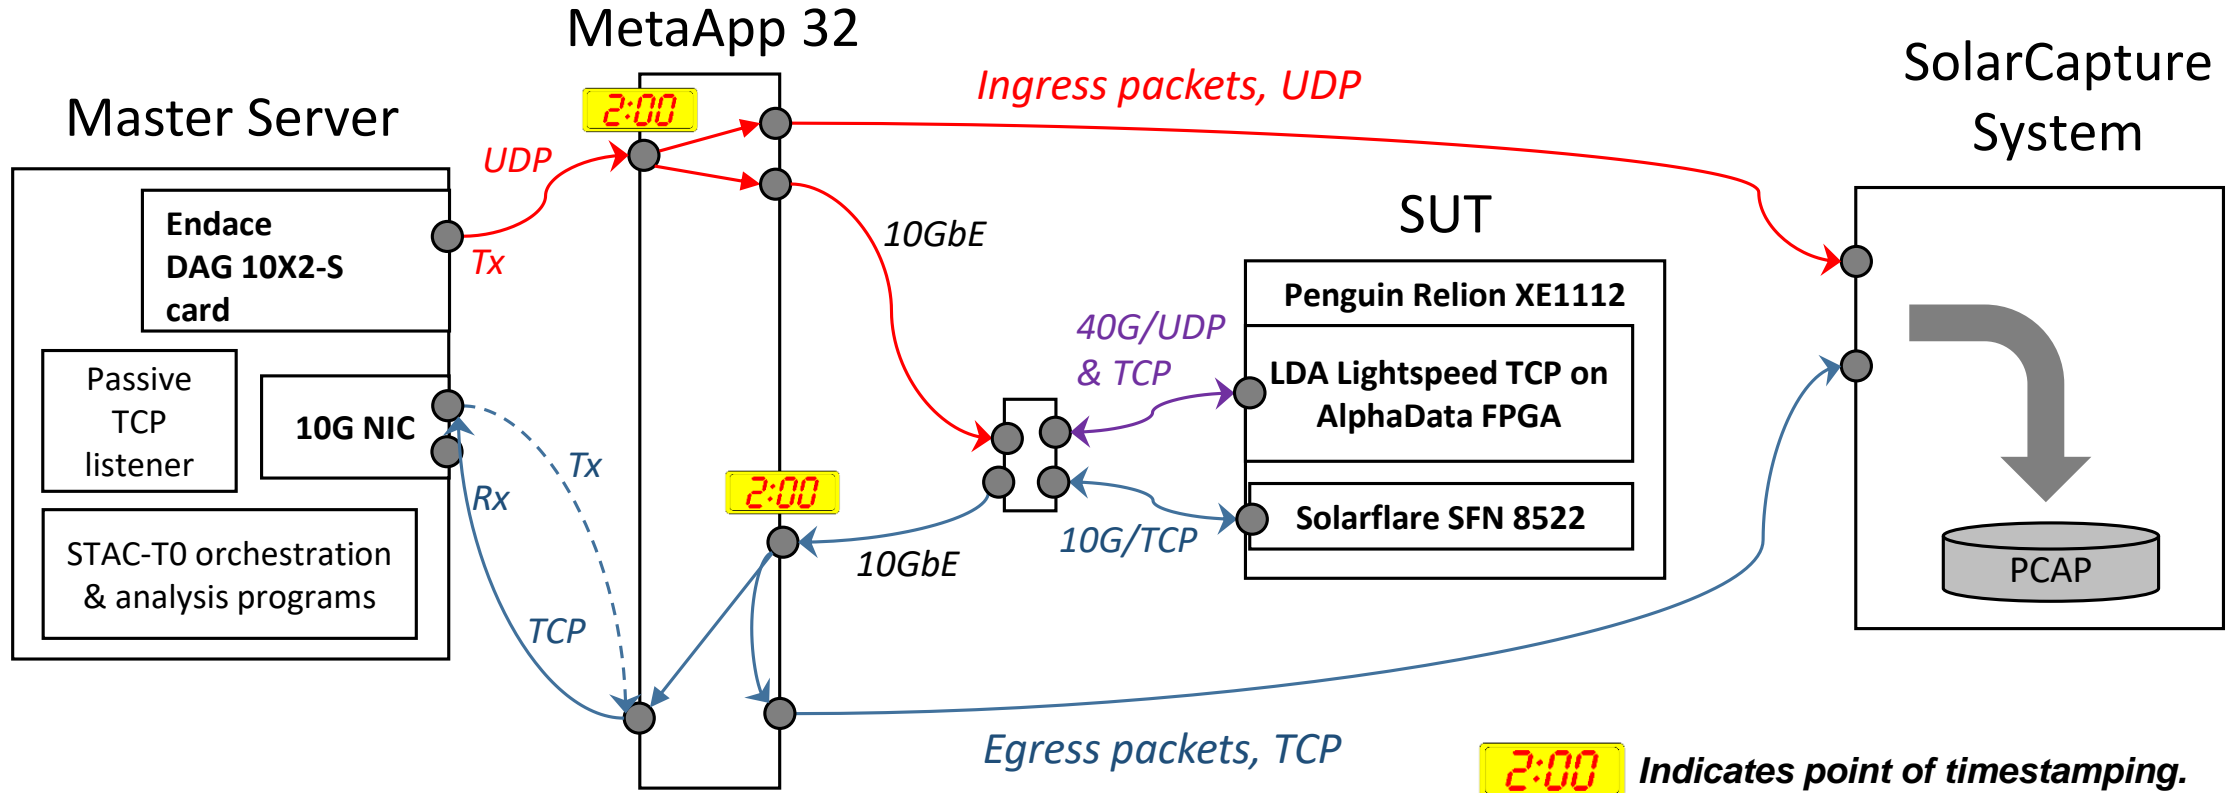 MetaApp 32
SolarCapture
System
Master Server
2:00
Ingress packets, UDP
UDP
Tx
Endace
DAG 10X2-S
card
10GbE
SUT
Penguin Relion XE1112
40G/UDP
& TCP
LDA Lightspeed TCP on
AlphaData FPGA
Passive
TCP
listener
10G NIC
Tx
Rx
2:00
Solarflare SFN 8522
10G/TCP
10GbE
STAC-T0 orchestration
& analysis programs
TCP
PCAP
Egress packets, TCP
2:00
Indicates point of timestamping.